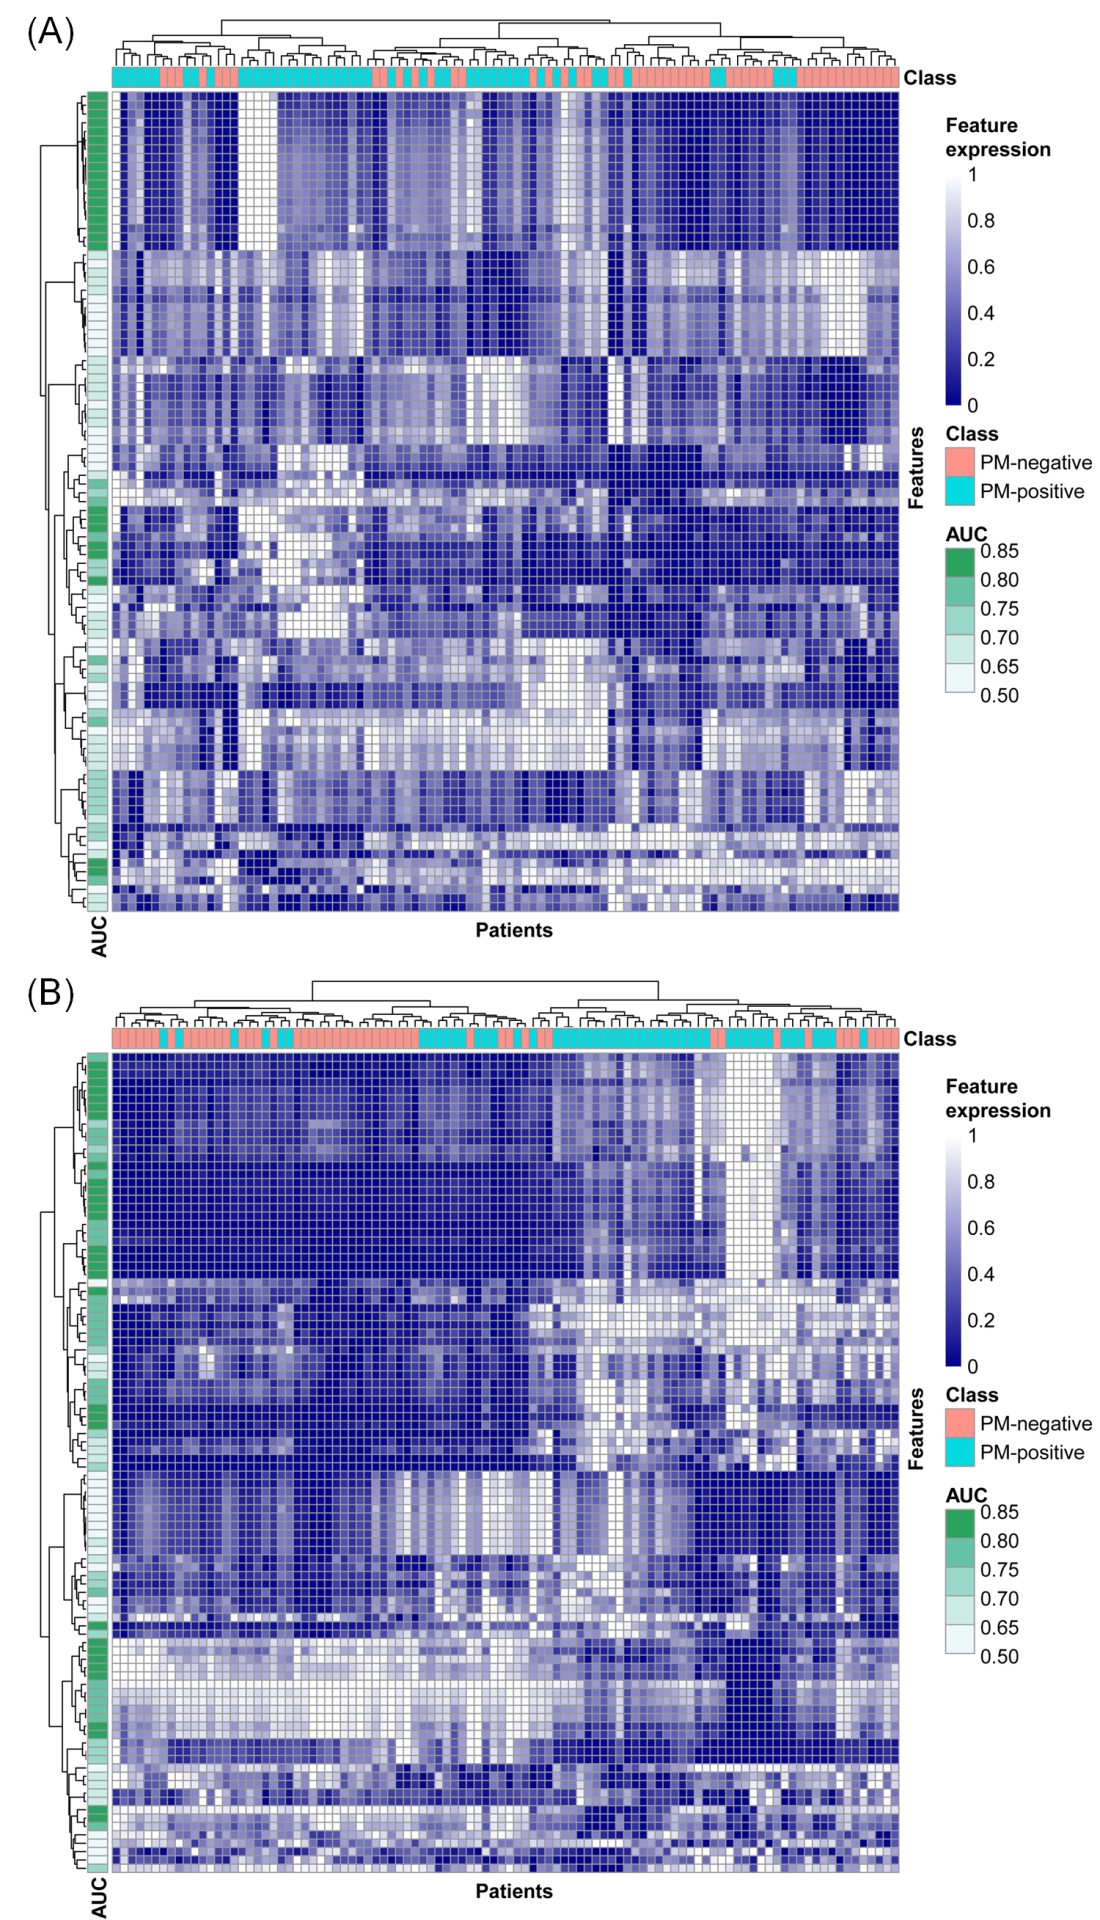 (A)
Class
Feature
expression
1
0.8
0.6
0.4
0.2
0
Class
PM-negative
PM-positive
Features
AUC
0.85
0.80
0.75
0.70
0.65
0.50
AUC
Patients
(B)
Class
Feature
expression
1
0.8
0.6
0.4
0.2
0
Class
PM-negative
PM-positive
Features
AUC
0.85
0.80
0.75
0.70
0.65
0.50
AUC
Patients